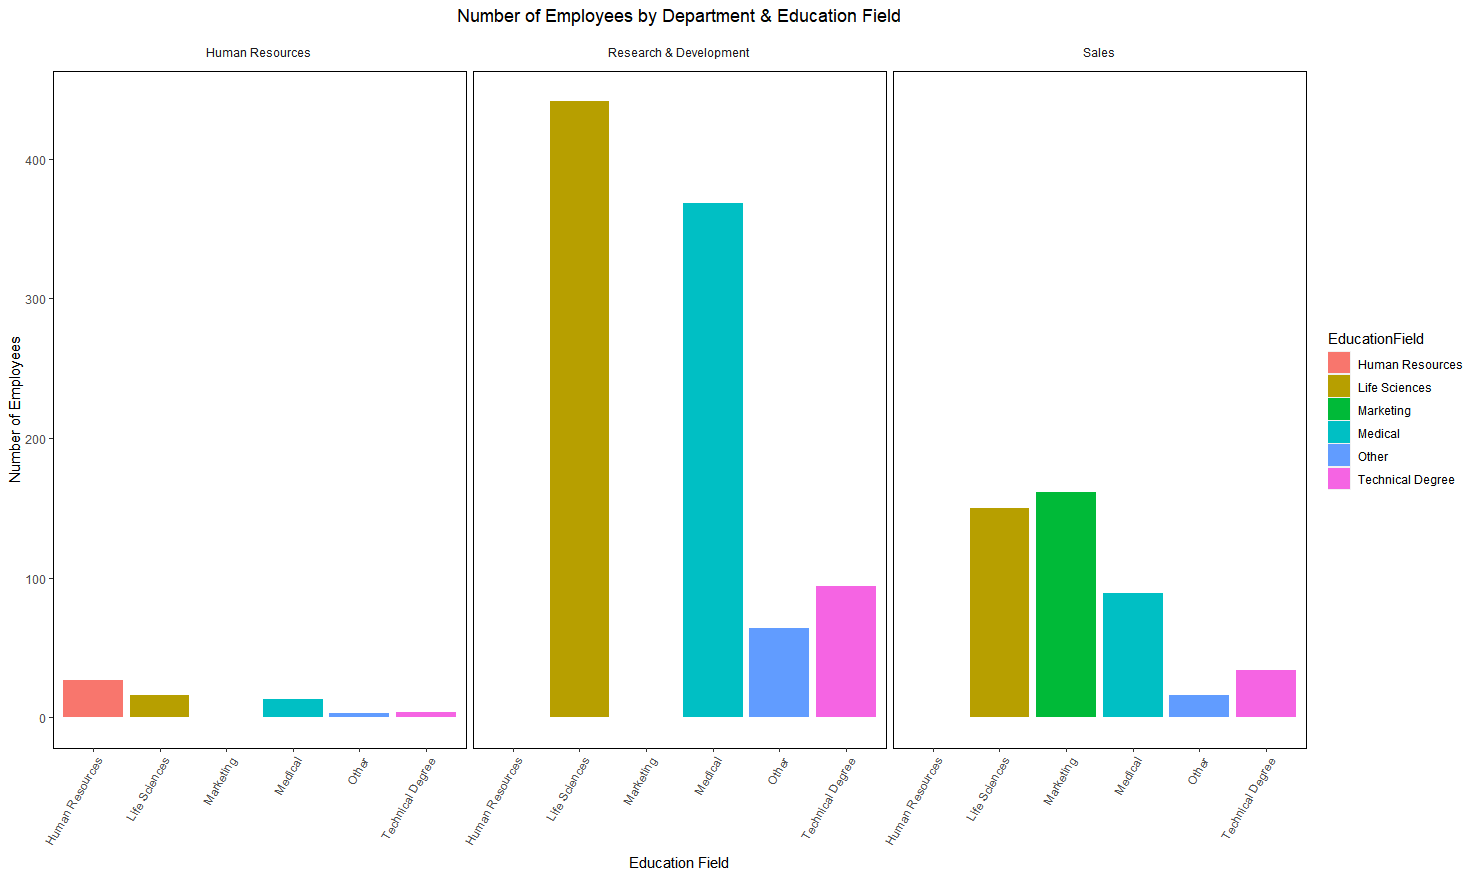 Number of Employees by Department & Education Field
Human Resources
Research & Development
Sales
Number of Employees
400
300
200
100
0
Human Resources
Life Sciences
Marketing
Medical
Other
Technical Degree
Human Resources
Life Sciences
Marketing
Medical
Other
Technical Degree
Human Resources
Life Sciences
Marketing
Medical
Other
Technical Degree
Education Field
EducationField
Human Resources
Life Sciences
Marketing
Medical
Other
Technical Degree